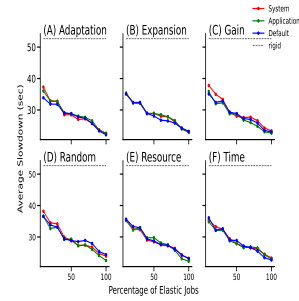 System
Application
Default
rigid
(A) Adaptation
(B) Expansion
(C) Gain
50
40
30
(D) Random
(E) Resource
(F) Time
50
40
30
50
100
50
100
50
100
Average Slowdown (sec)
Percentage of Elastic Jobs